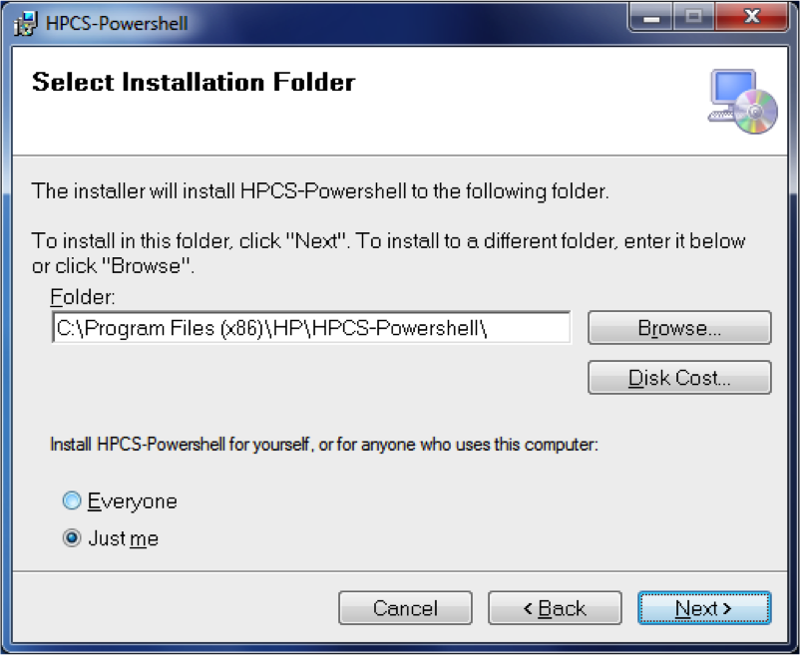 HPCS-Powershell
Select Installation Folder
The installer will install HPCS-Powershell to the following folder.
To install in this folder, click "Next". To install to a different folder, enter it below
or click "Browse".
Folder:
C:\Program Files (x86)\HP\HPCS-Powershell\
Browse...
Disk Cost...
Install HPCS-Powershell for yourself, or for anyone who uses this computer:
Everyone
Just me
Cancel
< Back
Next >